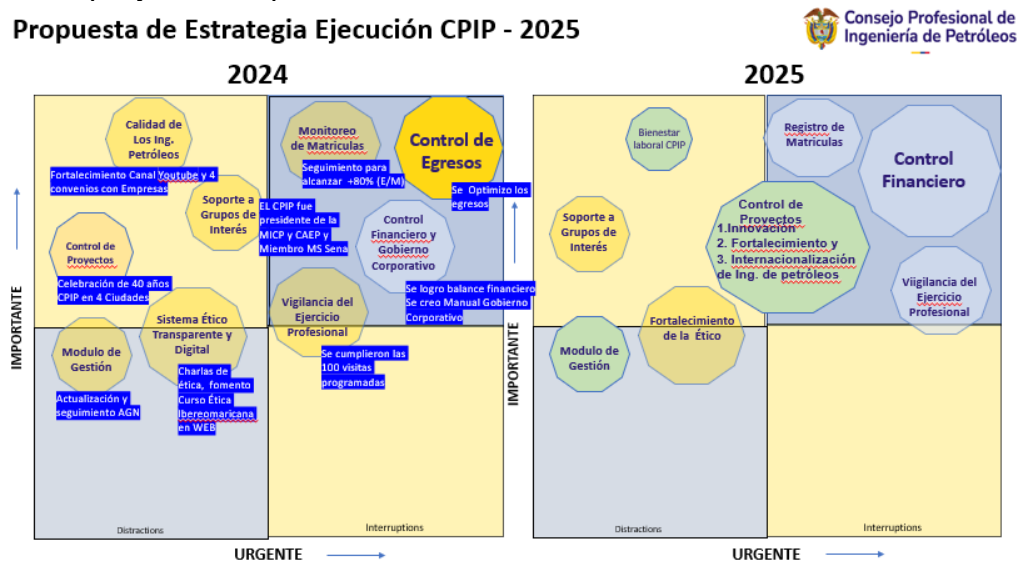 Propuesta de Estrategia Ejecución CPIP - 2025
Consejo Profesional de
Ingeniería de Petróleos
2024
Calidad de
Los Ing.
Petróleos
Fortalecimiento Canal Youtube y 4
convenios con Empresas
Monitoreo
de Matriculas
Seguimiento para
alcanzar +80% (E/M)
Control de
Egresos
Se Optimizo los
egresos
Soporte a
Grupos de
Interés
EL CPIP fue
presidente de la
MICP y CAEP y
Miembro MS Sena
Control
Financiero y
Gobierno
Corporativo
Se logro balance financiero
Se creo Manual Gobierno
Corporativo
Control de
Proyectos
Celebración de 40 años
CPIP en 4 Ciudades
Sistema Ético
Transparente y
Digital
Charlas de
ética, fomento
Curso Ética
Ibereomaricana
en WEB
Vigilancia del
Ejercicio
Profesional
Se cumplieron las
100 visitas
programadas
Modulo de
Gestión
Actualización y
seguimiento AGN
Distractions
Interruptions
IMPORTANTE
URGENTE
2025
Bienestar
laboral CPIP
Registro de
Matriculas
Control
Financiero
Soporte a
Grupos de
Interés
Control de
Proyectos
1.Innovación
2. Fortalecimiento y
3. Internacionalización
de Ing. de petróleos
Viigilancia del
Ejercicio
Profesional
Fortalecimiento
de la Ético
Modulo de
Gestión
Distractions
Interruptions
IMPORTANTE
URGENTE